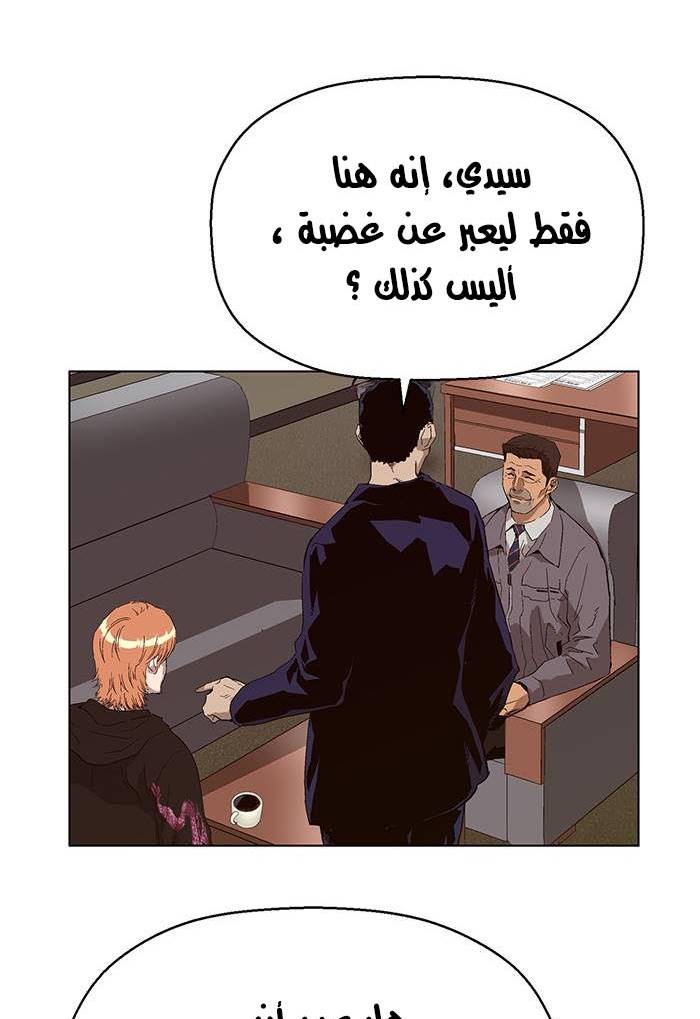 سيدي، إنه هنا
فقط ليعبر عن غضبة ،
أليس كذلك ؟